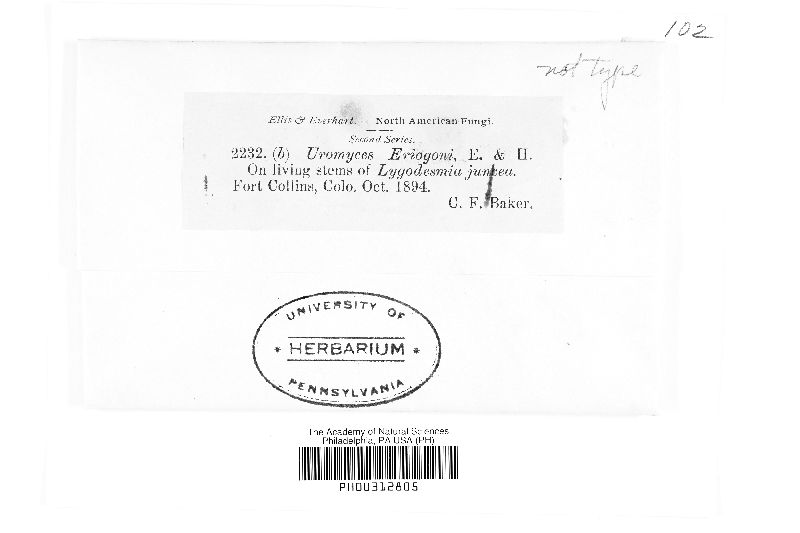 102
not type
Ellis & Everhart. North American Fungi.
Second Series.
2232. (b) Uromyces Eriogoni, E. & H.
On living stems of Lygodesmia juncea.
Fort Collins, Colo. Oct. 1894.
C. F. Baker.
UNIVERSITY OF
* HERBARIUM *
PENNSYLVANIA
The Academy of Natural Sciences
Philadelphia, PA USA (PH)
PH00312805